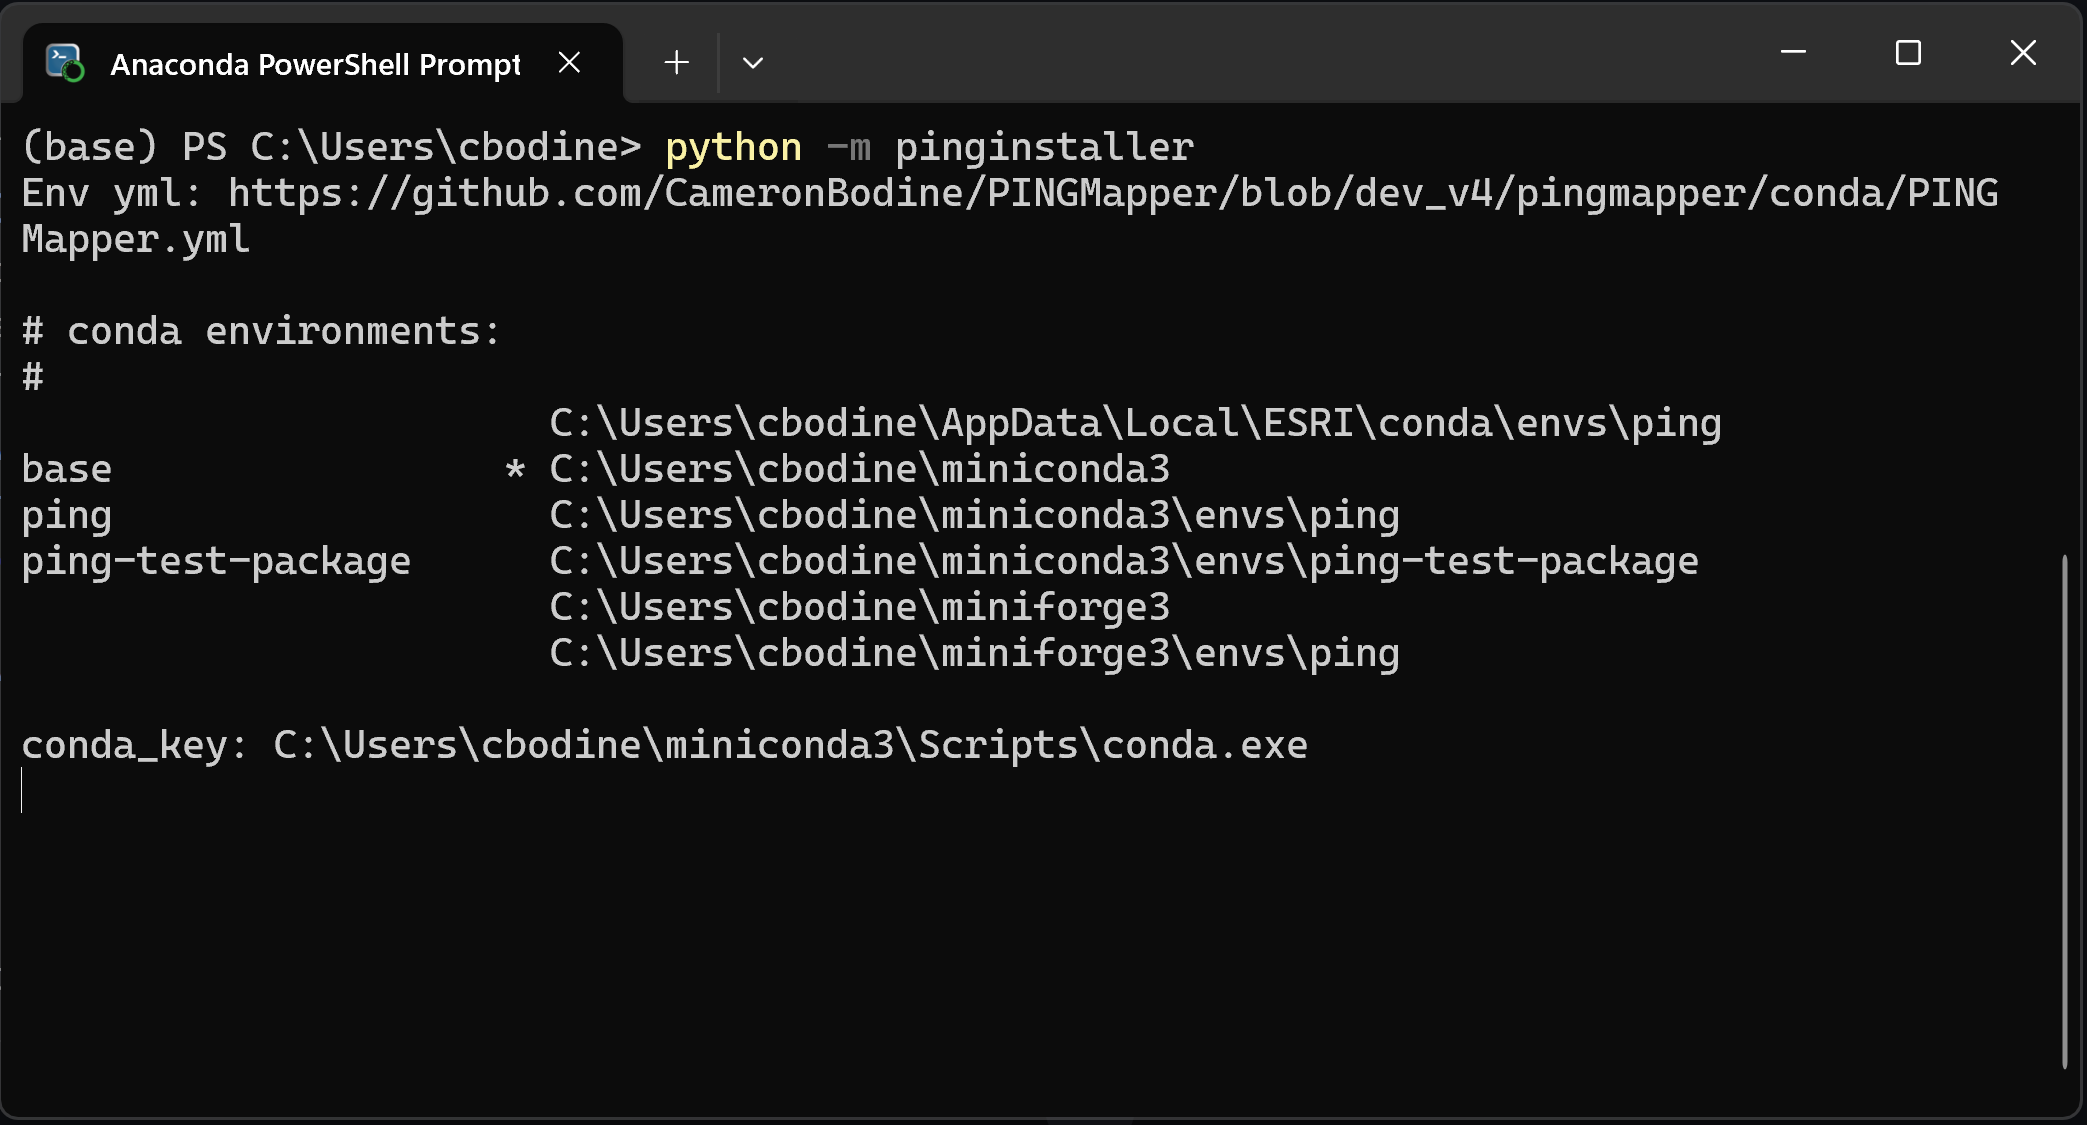 Anaconda PowerShell Prompt
(base) PS C:\Users\cbodine> python -m pinginstaller
Env yml: https://github.com/CameronBodine/PINGMapper/blob/dev_v4/pingmapper/conda/PING
Mapper.yml
# conda environments:
#
C:\Users\cbodine\AppData\Local\ESRI\conda\envs\ping
base * C:\Users\cbodine\miniconda3
ping C:\Users\cbodine\miniconda3\envs\ping
ping-test-package C:\Users\cbodine\miniconda3\envs\ping-test-package
C:\Users\cbodine\miniforge3
C:\Users\cbodine\miniforge3\envs\ping
conda_key: C:\Users\cbodine\miniconda3\Scripts\conda.exe